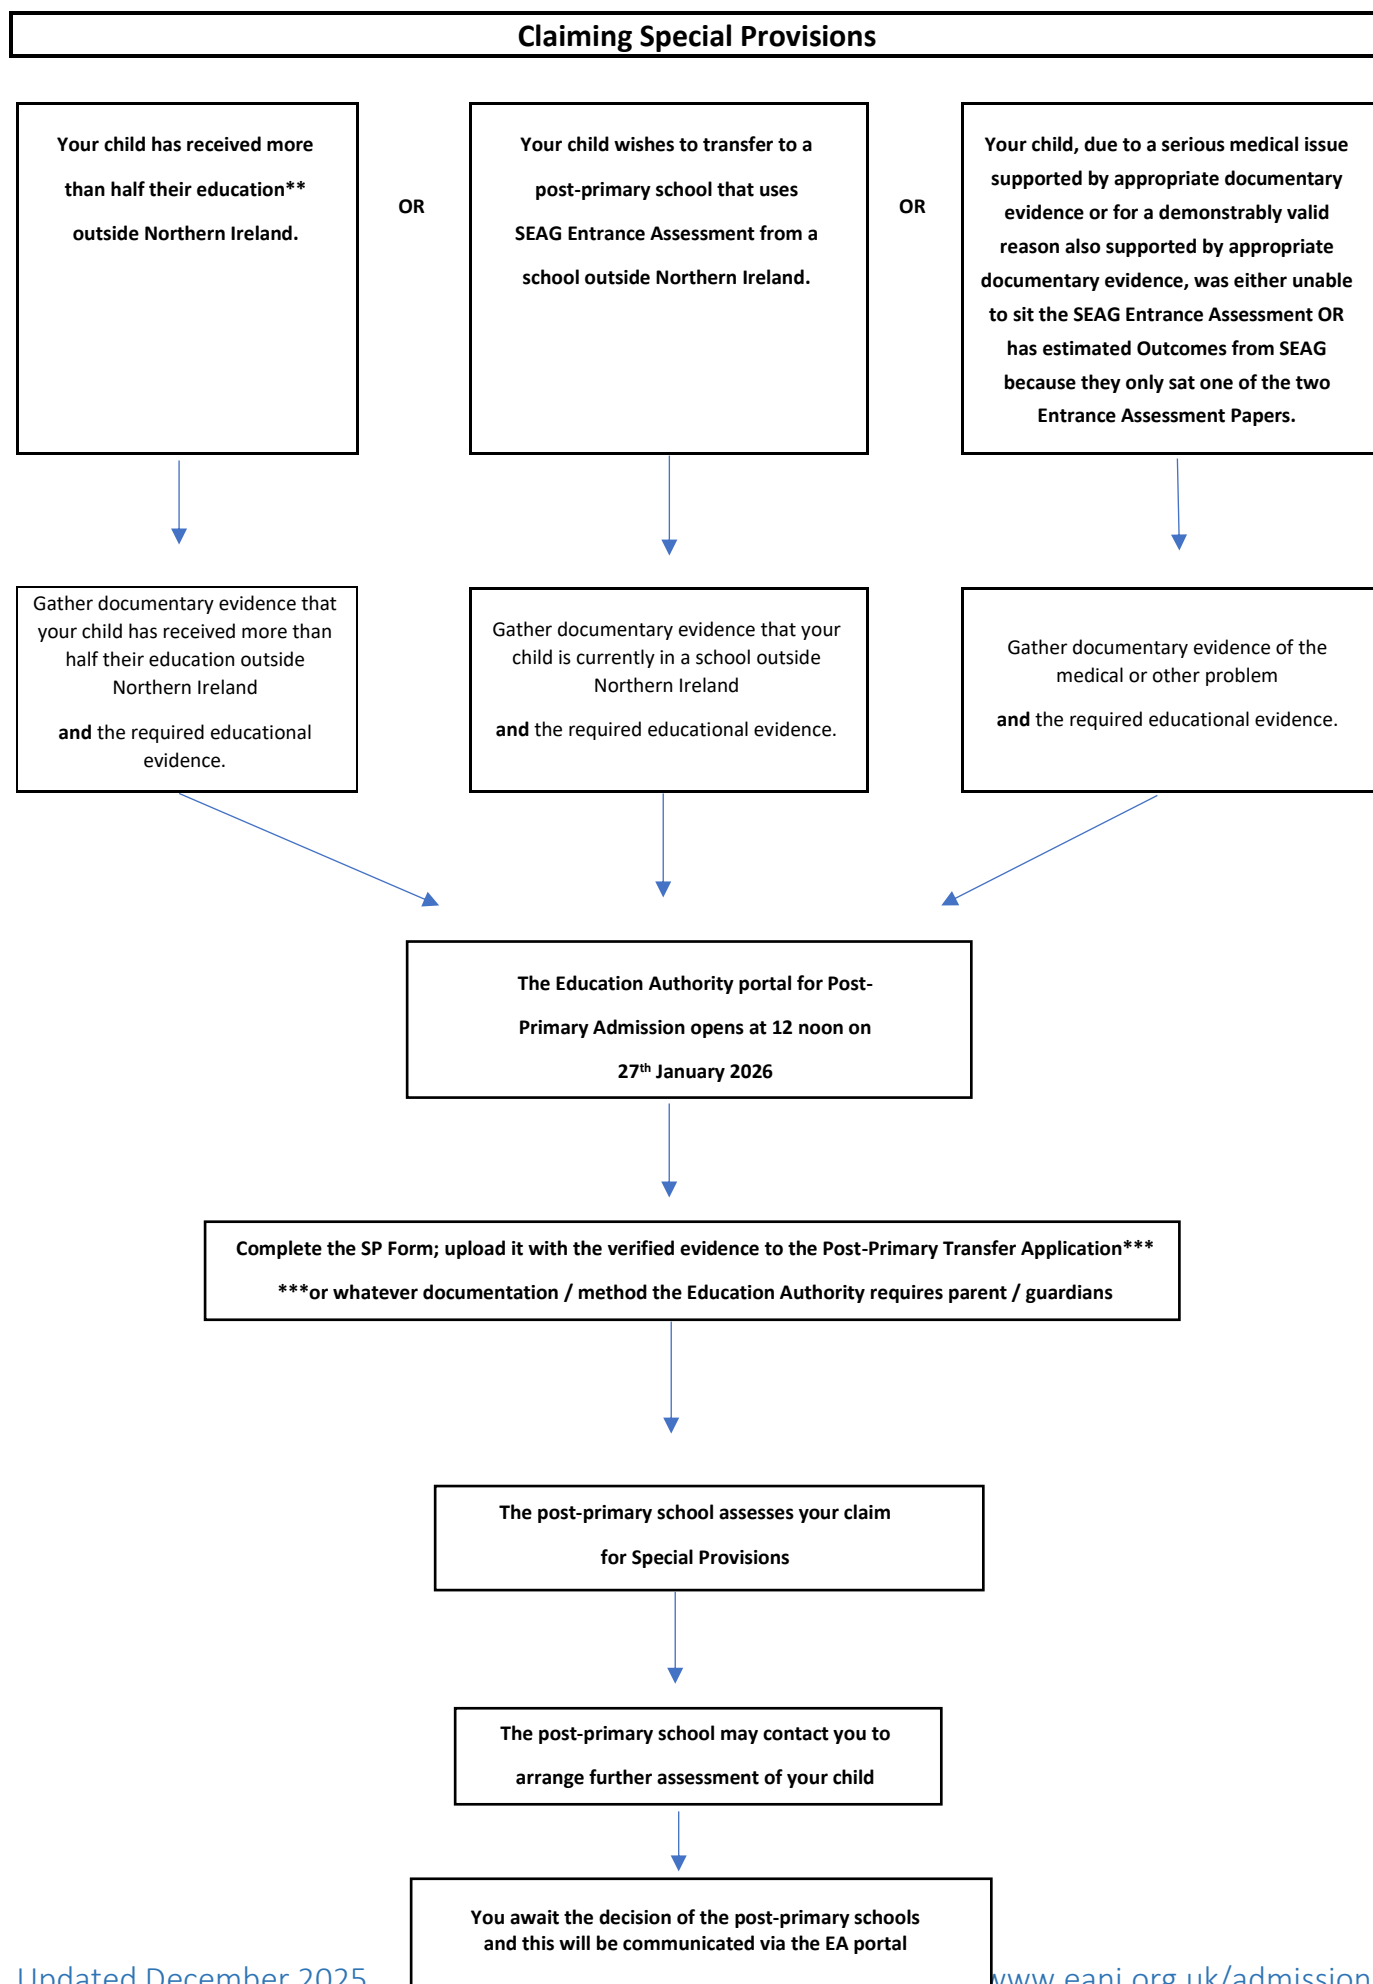 Claiming Special Provisions
Your child has received more
than half their education**
outside Northern Ireland.
OR
Your child wishes to transfer to a
post-primary school that uses
SEAG Entrance Assessment from a
school outside Northern Ireland.
OR
Your child, due to a serious medical issue
supported by appropriate documentary
evidence or for a demonstrably valid
reason also supported by appropriate
documentary evidence, was either unable
to sit the SEAG Entrance Assessment OR
has estimated Outcomes from SEAG
because they only sat one of the two
Entrance Assessment Papers.
Gather documentary evidence that
your child has received more than
half their education outside
Northern Ireland
and the required educational
evidence.
Gather documentary evidence that your
child is currently in a school outside
Northern Ireland
and the required educational evidence.
Gather documentary evidence of the
medical or other problem
and the required educational evidence.
The Education Authority portal for Post-
Primary Admission opens at 12 noon on
27th January 2026
Complete the SP Form; upload it with the verified evidence to the Post-Primary Transfer Application***
***or whatever documentation / method the Education Authority requires parent / guardians
The post-primary school assesses your claim
for Special Provisions
The post-primary school may contact you to
arrange further assessment of your child
You await the decision of the post-primary schools
and this will be communicated via the EA portal
Updated December 2025
www.eani.org.uk/admission